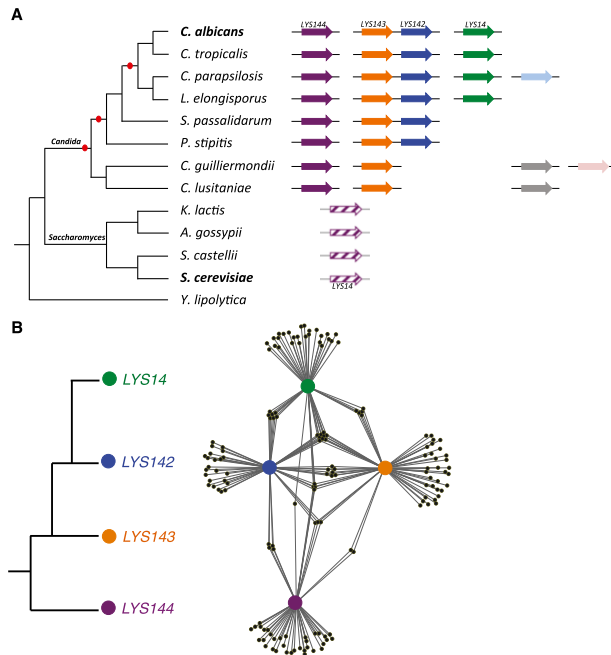 A
LYS144 LYS143 LYS142 LYS14
C. albicans
C. tropicalis
C. parapsilosis
L. elongisporus
S. passalidarum
P. stipitis
Candida
C. guilliermondii
C. lusitaniae
K. lactis
A. gossypii
Saccharomyces
S. castellii
S. cerevisiae
LYS14
Y. lipolytica
B
LYS14
LYS142
LYS143
LYS144